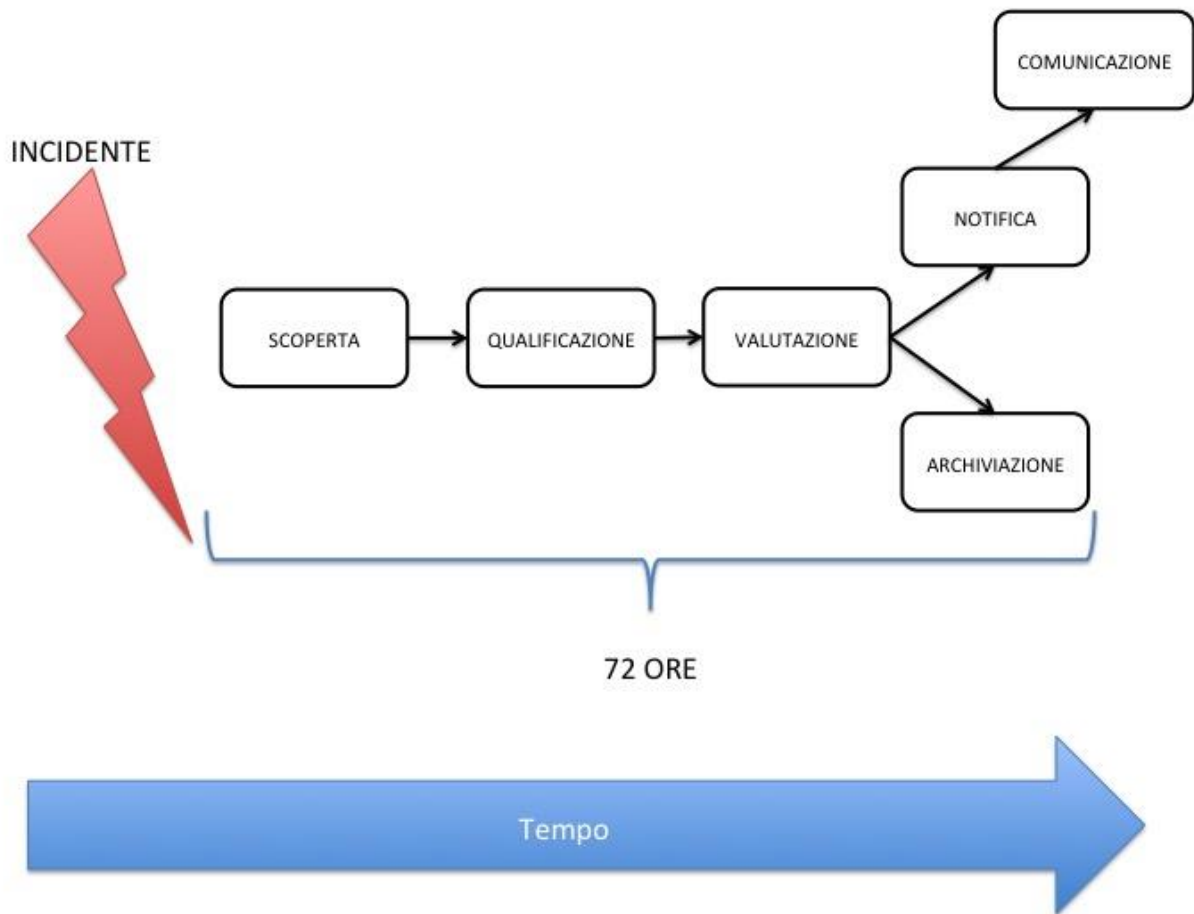 COMUNICAZIONE
INCIDENTE
NOTIFICA
SCOPERTA
QUALIFICAZIONE
VALUTAZIONE
ARCHIVIAZIONE
72 ORE
Tempo